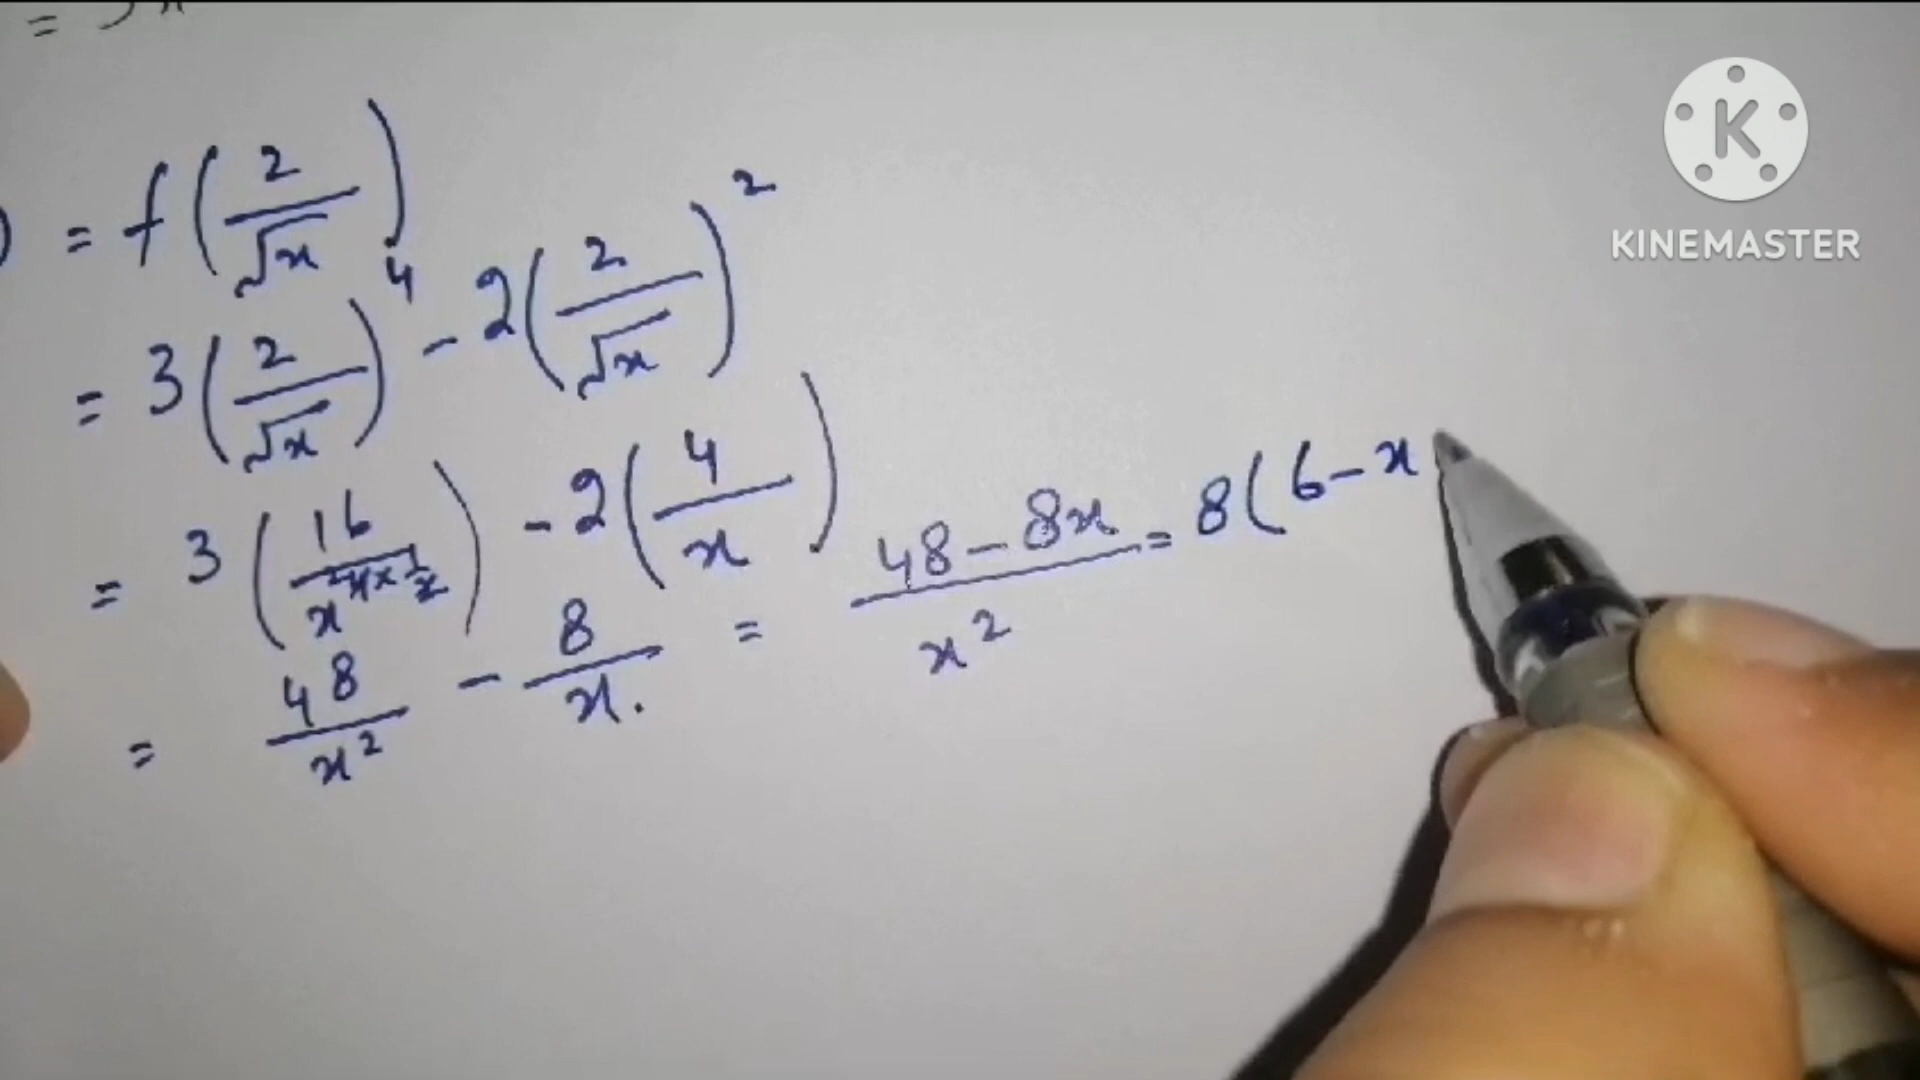 ) = f(2/√x)
= 3(2/√x)^4 - 2(2/√x)^2
= 3(16/x^{4×1/2}) - 2(4/x)
= 48/x^2 - 8/x. = 48-8x/x^2 = 8(6-x
K
KINEMASTER